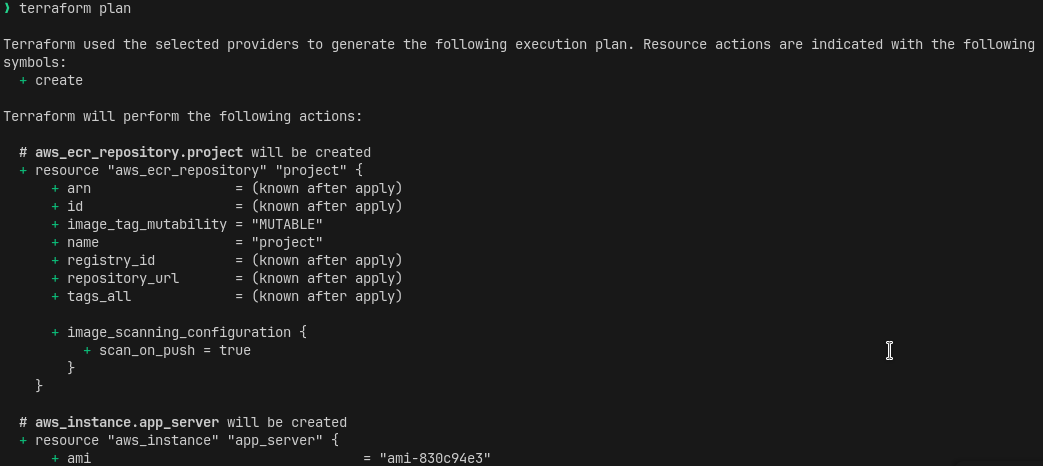 ❯ terraform plan
Terraform used the selected providers to generate the following execution plan. Resource actions are indicated with the following
symbols:
  + create
Terraform will perform the following actions:
  # aws_ecr_repository.project will be created
  + resource "aws_ecr_repository" "project" {
      + arn                  = (known after apply)
      + id                   = (known after apply)
      + image_tag_mutability = "MUTABLE"
      + name                 = "project"
      + registry_id          = (known after apply)
      + repository_url       = (known after apply)
      + tags_all             = (known after apply)
      + image_scanning_configuration {
          + scan_on_push = true
        }
    }
  # aws_instance.app_server will be created
  + resource "aws_instance" "app_server" {
      + ami                                  = "ami-830c94e3"